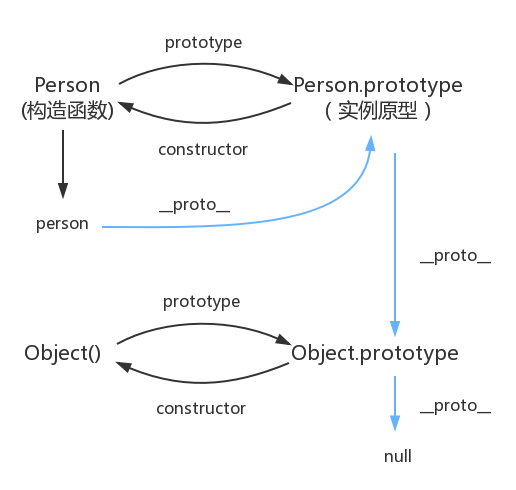 prototype
Person
(构造函数)
Person.prototype
( 实例原型 )
constructor
__proto__
person
__proto__
prototype
Object()
Object.prototype
constructor
__proto__
null